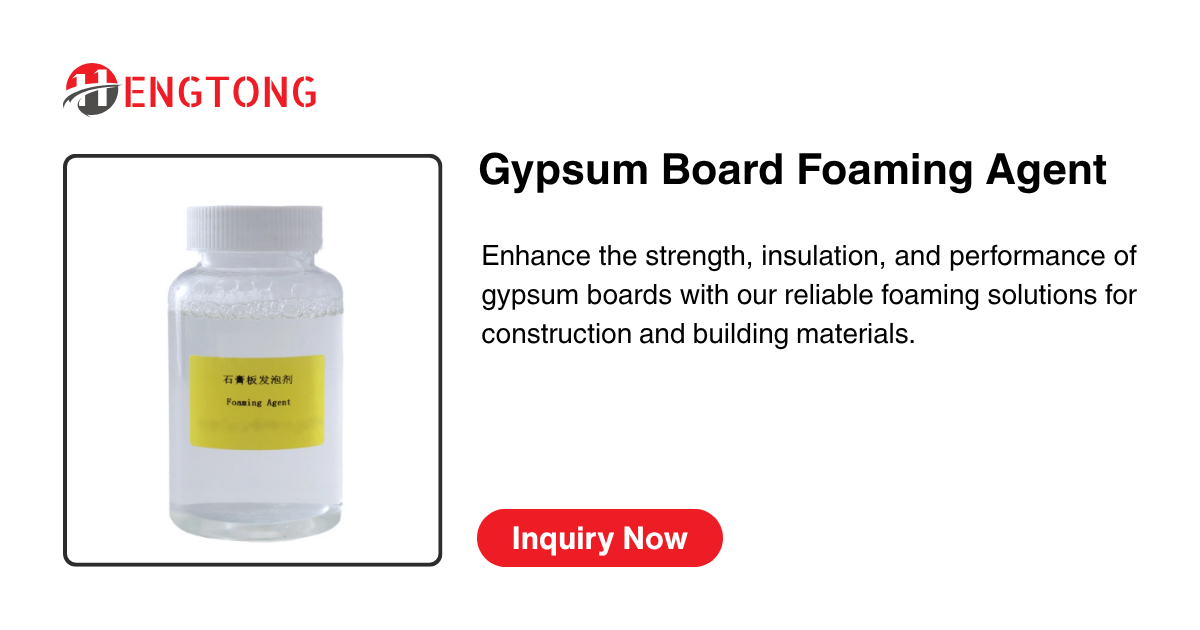 HENGTONG
Gypsum Board Foaming Agent
Enhance the strength, insulation, and performance of
gypsum boards with our reliable foaming solutions for
construction and building materials.
石膏板发泡剂
Foaming Agent
Inquiry Now